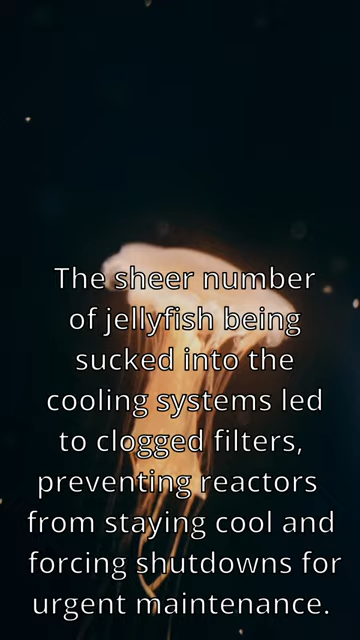 The sheer number
of jellyfish being
sucked into the
cooling systems led
to clogged filters,
preventing reactors
from staying cool and
forcing shutdowns for
urgent maintenance.